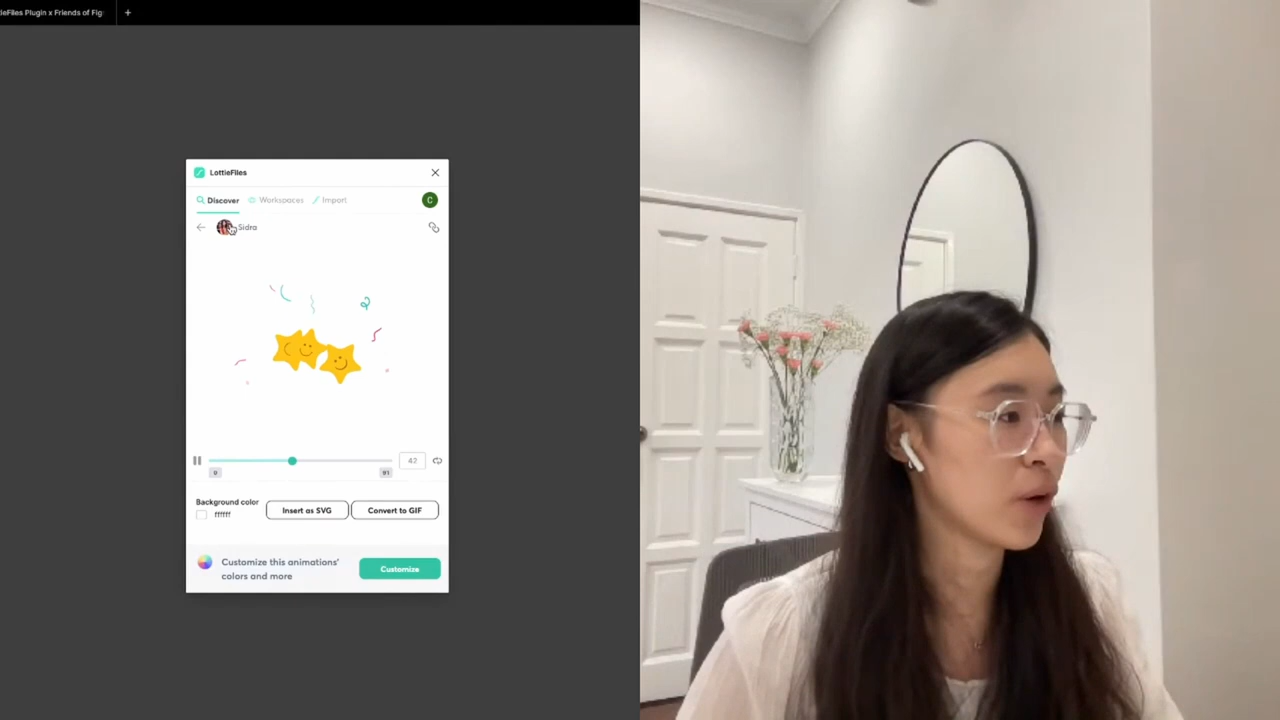 ieFiles Plugin x Friends of Fig
+
LottieFiles
Discover Workspaces Import C
Sidra
42
0 91
Background color
ffffff
Insert as SVG Convert to GIF
Customize this animations'
colors and more
Customize